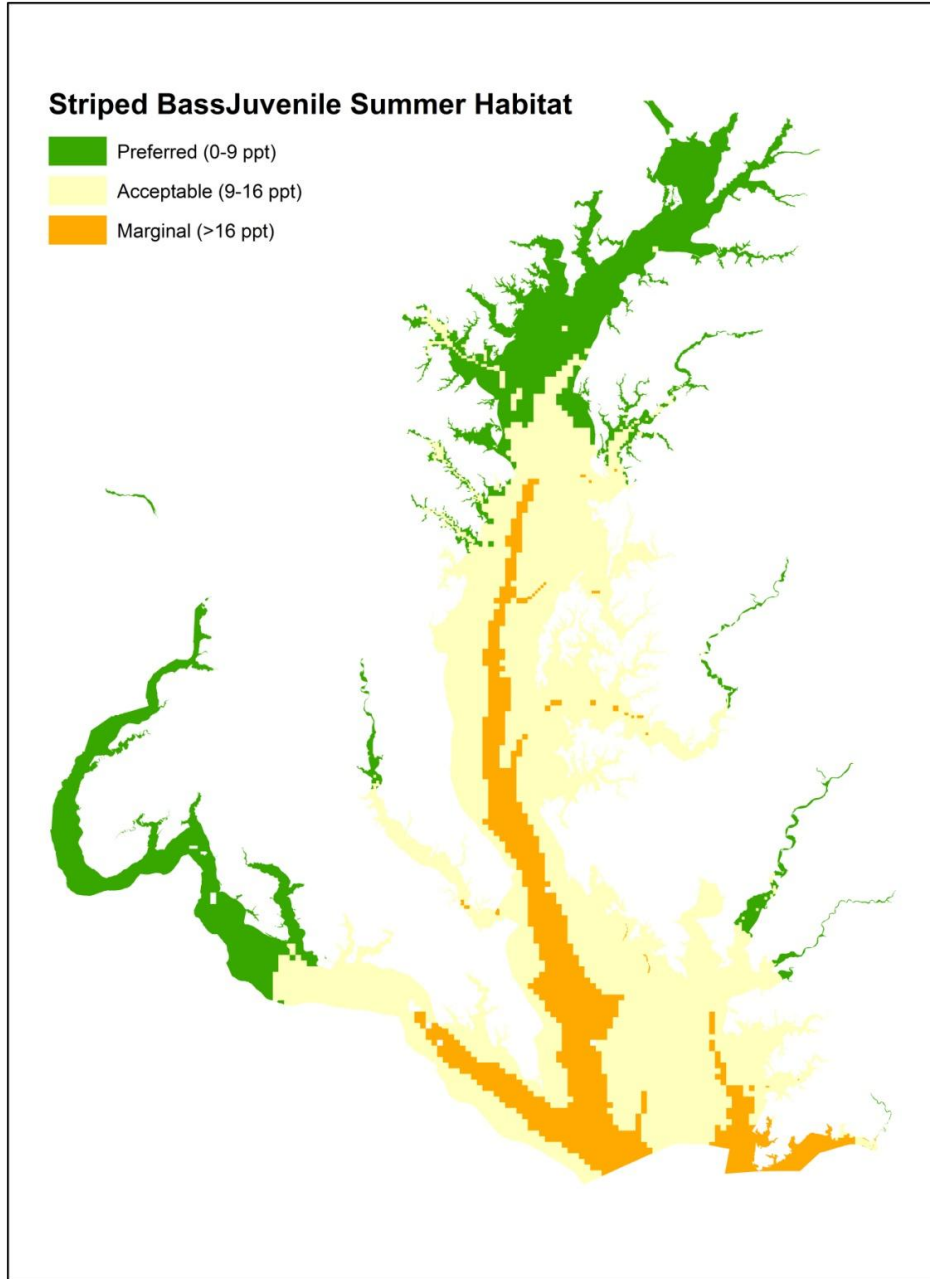 Striped BassJuvenile Summer Habitat
Preferred (0-9 ppt)
Acceptable (9-16 ppt)
Marginal (>16 ppt)